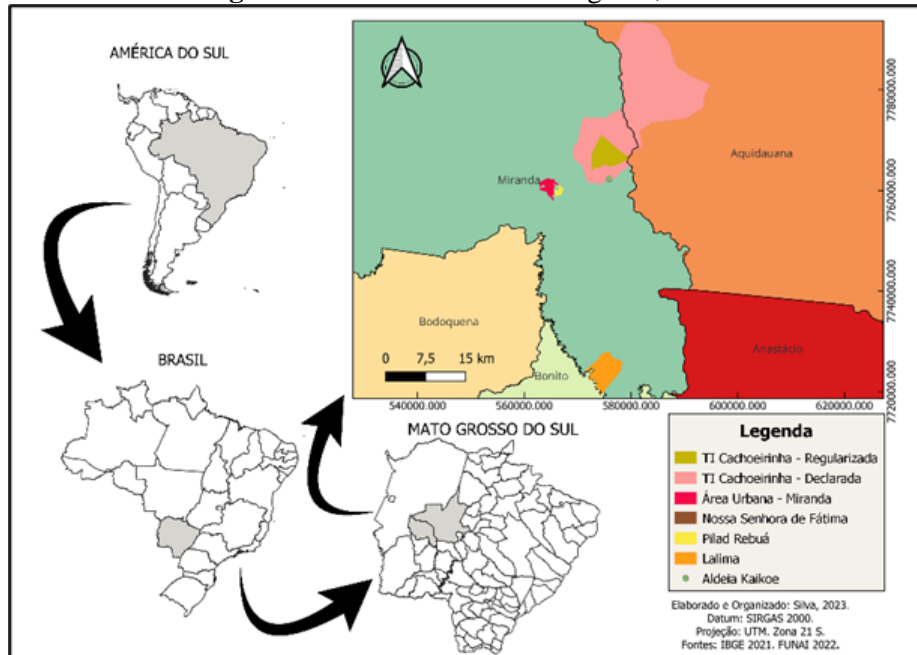 AMÉRICA DO SUL
BRASIL
MATO GROSSO DO SUL
Miranda
Aquidauana
Bodoquena
Bonito
Anastácio
0 7,5 15 km
7780000.000
7760000.000
7740000.000
7720000.000
540000.000 560000.000 580000.000 600000.000 620000.000
Legenda
TI Cachoeirinha - Regularizada
TI Cachoeirinha - Declarada
Área Urbana - Miranda
Nossa Senhora de Fátima
Pilad Rebuá
Lalima
Aldeia Kaikoe
Elaborado e Organizado: Silva, 2023.
Datum: SIRGAS 2000.
Projeção: UTM. Zona 21 S.
Fontes: IBGE 2021. FUNAI 2022.